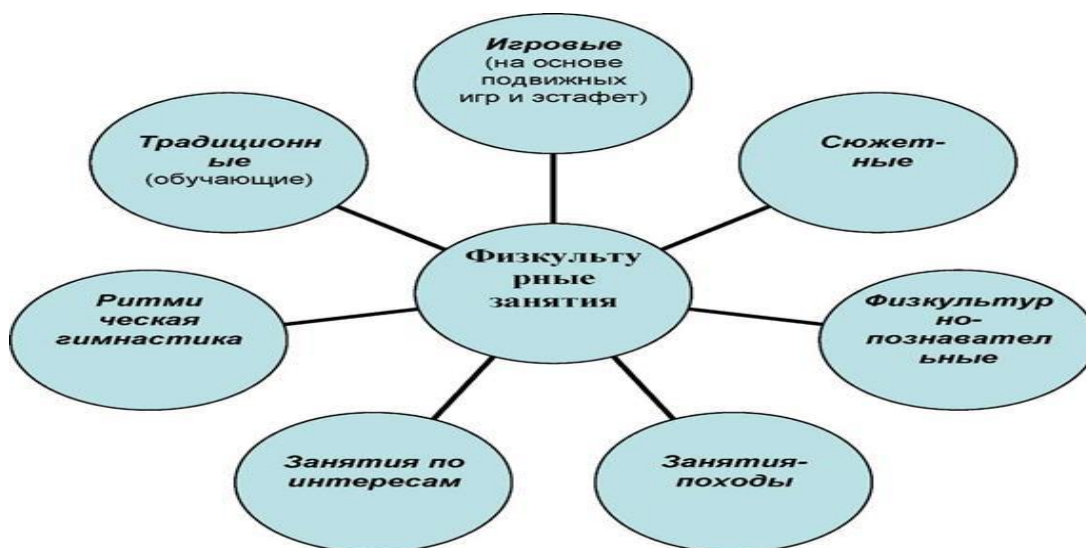 Игровые
(на основе
подвижных
игр и эстафет)
Традиционн
ые
(обучающие)
Сюжет-
ные
Физкульту
рные
занятия
Ритми
ческая
гимнастика
Физкультур
но-
познавател
ьные
Занятия по
интересам
Занятия-
походы